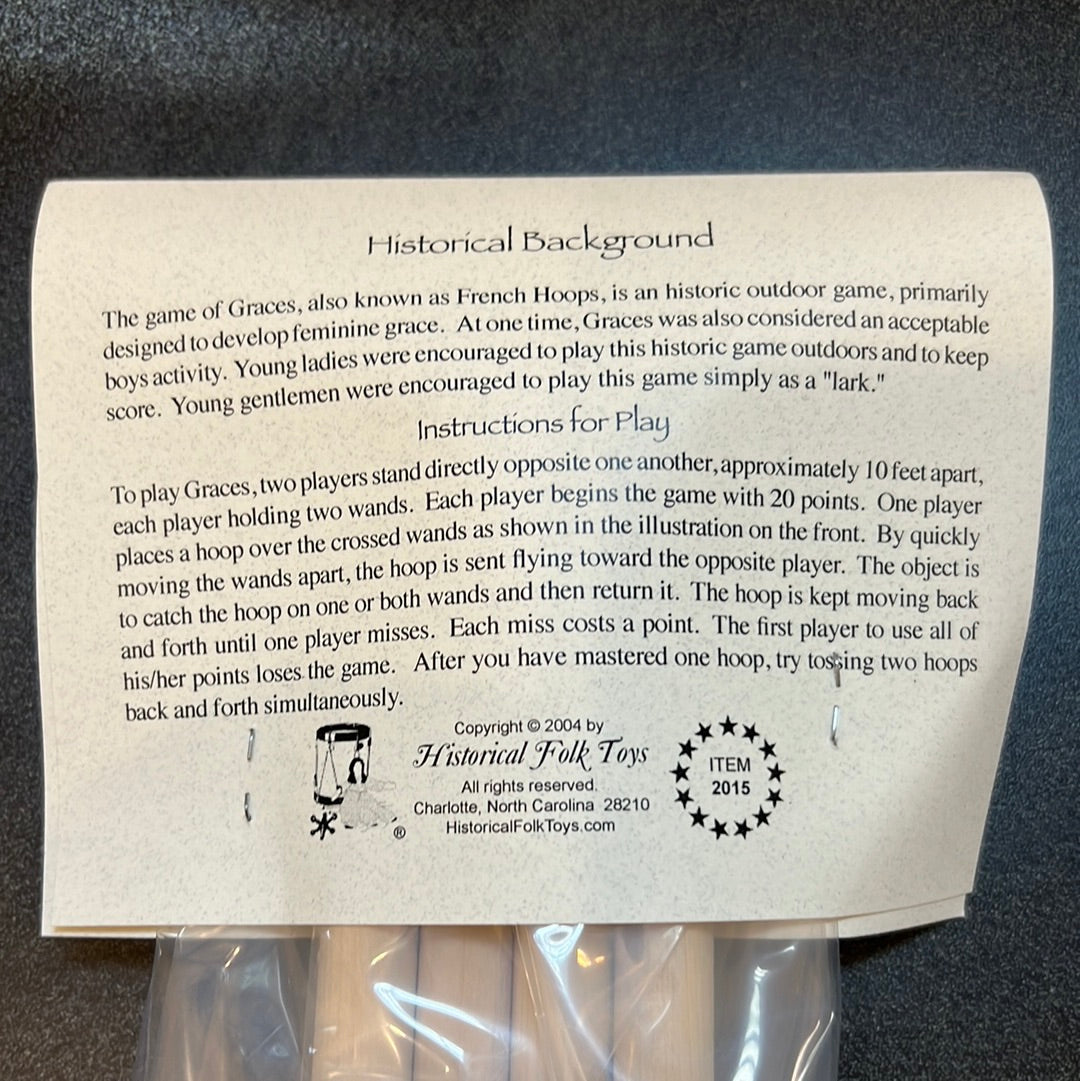 Historical Background
The game of Graces, also known as French Hoops, is an historic outdoor game, primarily
designed to develop feminine grace. At one time, Graces was also considered an acceptable
boys activity. Young ladies were encouraged to play this historic game outdoors and to keep
score. Young gentlemen were encouraged to play this game simply as a "lark."
Instructions for Play
To play Graces, two players stand directly opposite one another, approximately 10 feet apart,
each player holding two wands. Each player begins the game with 20 points. One player
places a hoop over the crossed wands as shown in the illustration on the front. By quickly
moving the wands apart, the hoop is sent flying toward the opposite player. The object is
to catch the hoop on one or both wands and then return it. The hoop is kept moving back
and forth until one player misses. Each miss costs a point. The first player to use all of
his/her points loses the game. After you have mastered one hoop, try tossing two hoops
back and forth simultaneously.
Copyright © 2004 by
Historical Folk Toys
All rights reserved.
Charlotte, North Carolina 28210
HistoricalFolkToys.com
®
ITEM
2015